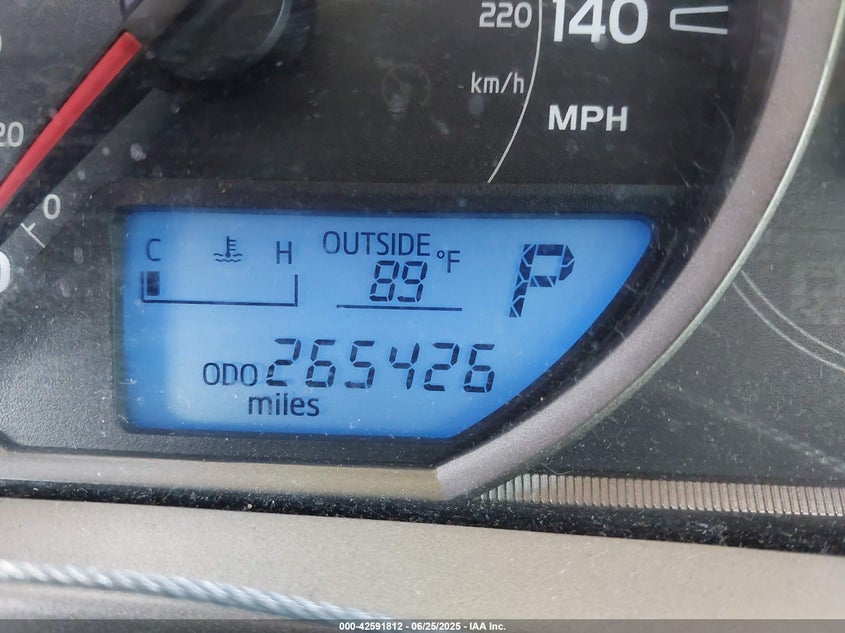 220 140
km/h
MPH
20
0
C H OUTSIDE
89 °F P
ODO 265426
miles
000-42591812 - 06/25/2025 - IAA Inc.